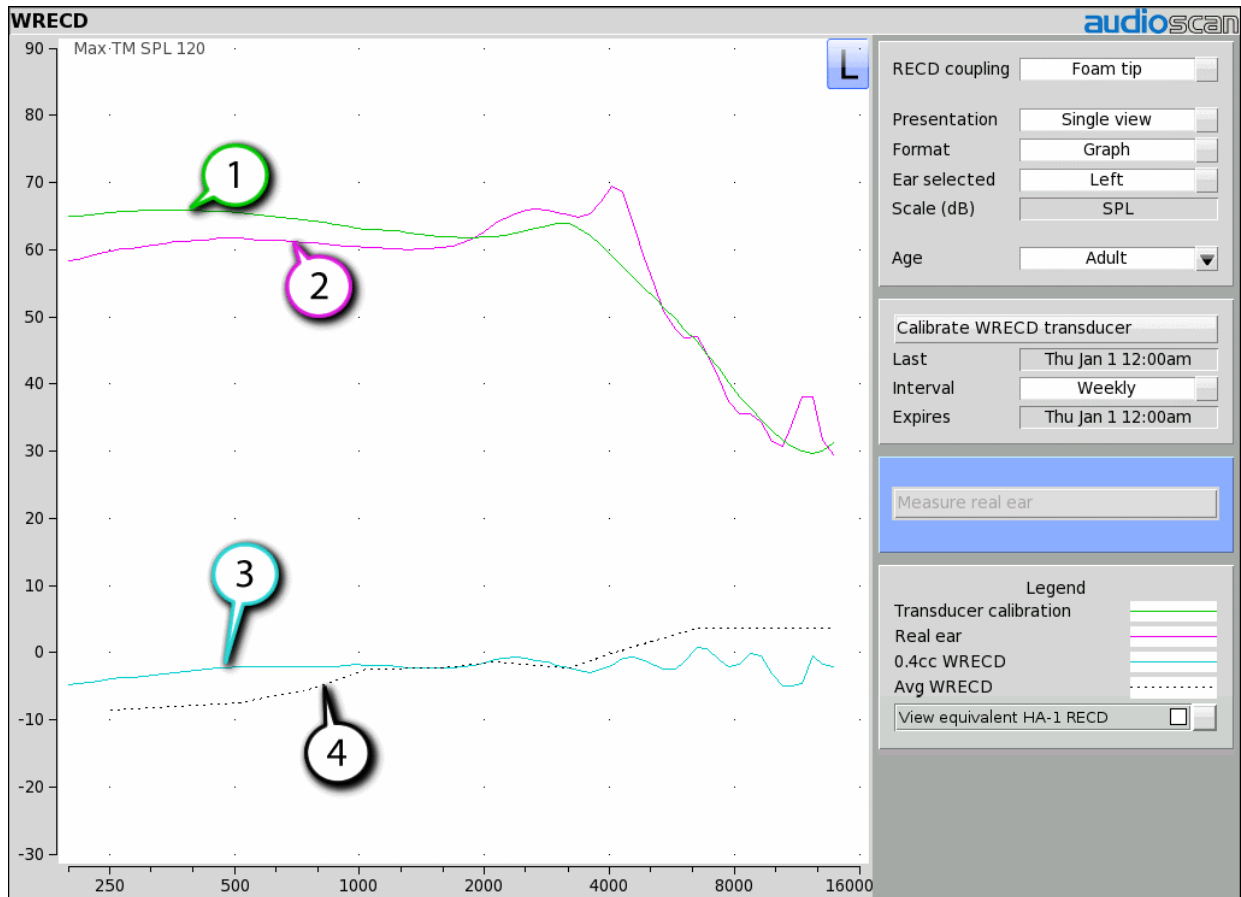 WRECD
audioscan
Max-TM SPL 120
L
90
80
70
60
50
40
30
20
10
0
-10
-20
-30
1
2
3
4
250 500 1000 2000 4000 8000 16000
RECD coupling Foam tip
Presentation Single view
Format Graph
Ear selected Left
Scale (dB) SPL
Age Adult
Calibrate WRECD transducer
Last Thu Jan 1 12:00am
Interval Weekly
Expires Thu Jan 1 12:00am
Measure real ear
Legend
Transducer calibration
Real ear
0.4cc WRECD
Avg WRECD
View equivalent HA-1 RECD